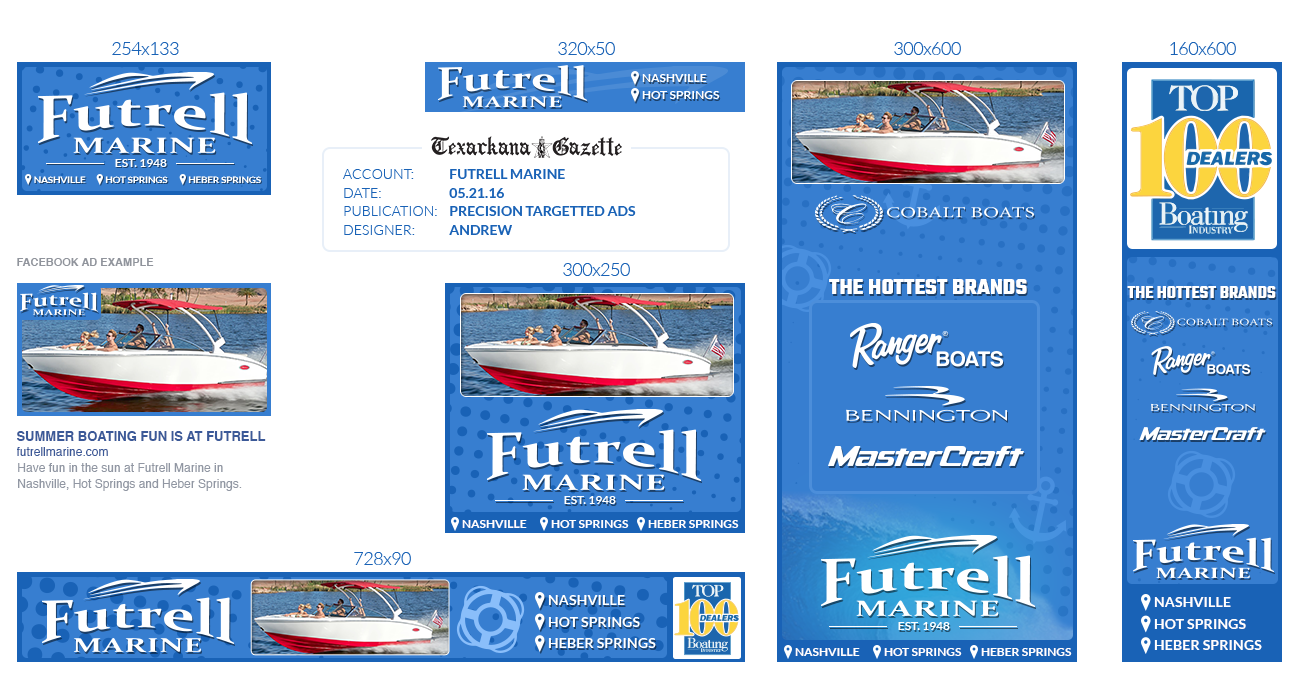 254x133
Futrell
MARINE
EST. 1948
NASHVILLE HOT SPRINGS HEBER SPRINGS
320x50
Futrell
MARINE
NASHVILLE
HOT SPRINGS
Texarkana Gazette
ACCOUNT: FUTRELL MARINE
DATE: 05.21.16
PUBLICATION: PRECISION TARGETTED ADS
DESIGNER: ANDREW
FACEBOOK AD EXAMPLE
Futrell
MARINE
SUMMER BOATING FUN IS AT FUTRELL
futrellmarine.com
Have fun in the sun at Futrell Marine in
Nashville, Hot Springs and Heber Springs.
300x250
Futrell
MARINE
EST. 1948
NASHVILLE HOT SPRINGS HEBER SPRINGS
728x90
Futrell
MARINE
NASHVILLE
HOT SPRINGS
HEBER SPRINGS
TOP
100
DEALERS
Boating
INDUSTRY
300x600
C COBALT BOATS
THE HOTTEST BRANDS
Ranger®
BOATS
BENNINGTON
MasterCraft
Futrell
MARINE
EST. 1948
NASHVILLE HOT SPRINGS HEBER SPRINGS
160x600
TOP
100
DEALERS
Boating
INDUSTRY
THE HOTTEST BRANDS
C COBALT BOATS
Ranger®
BOATS
BENNINGTON
MasterCraft
Futrell
MARINE
NASHVILLE
HOT SPRINGS
HEBER SPRINGS